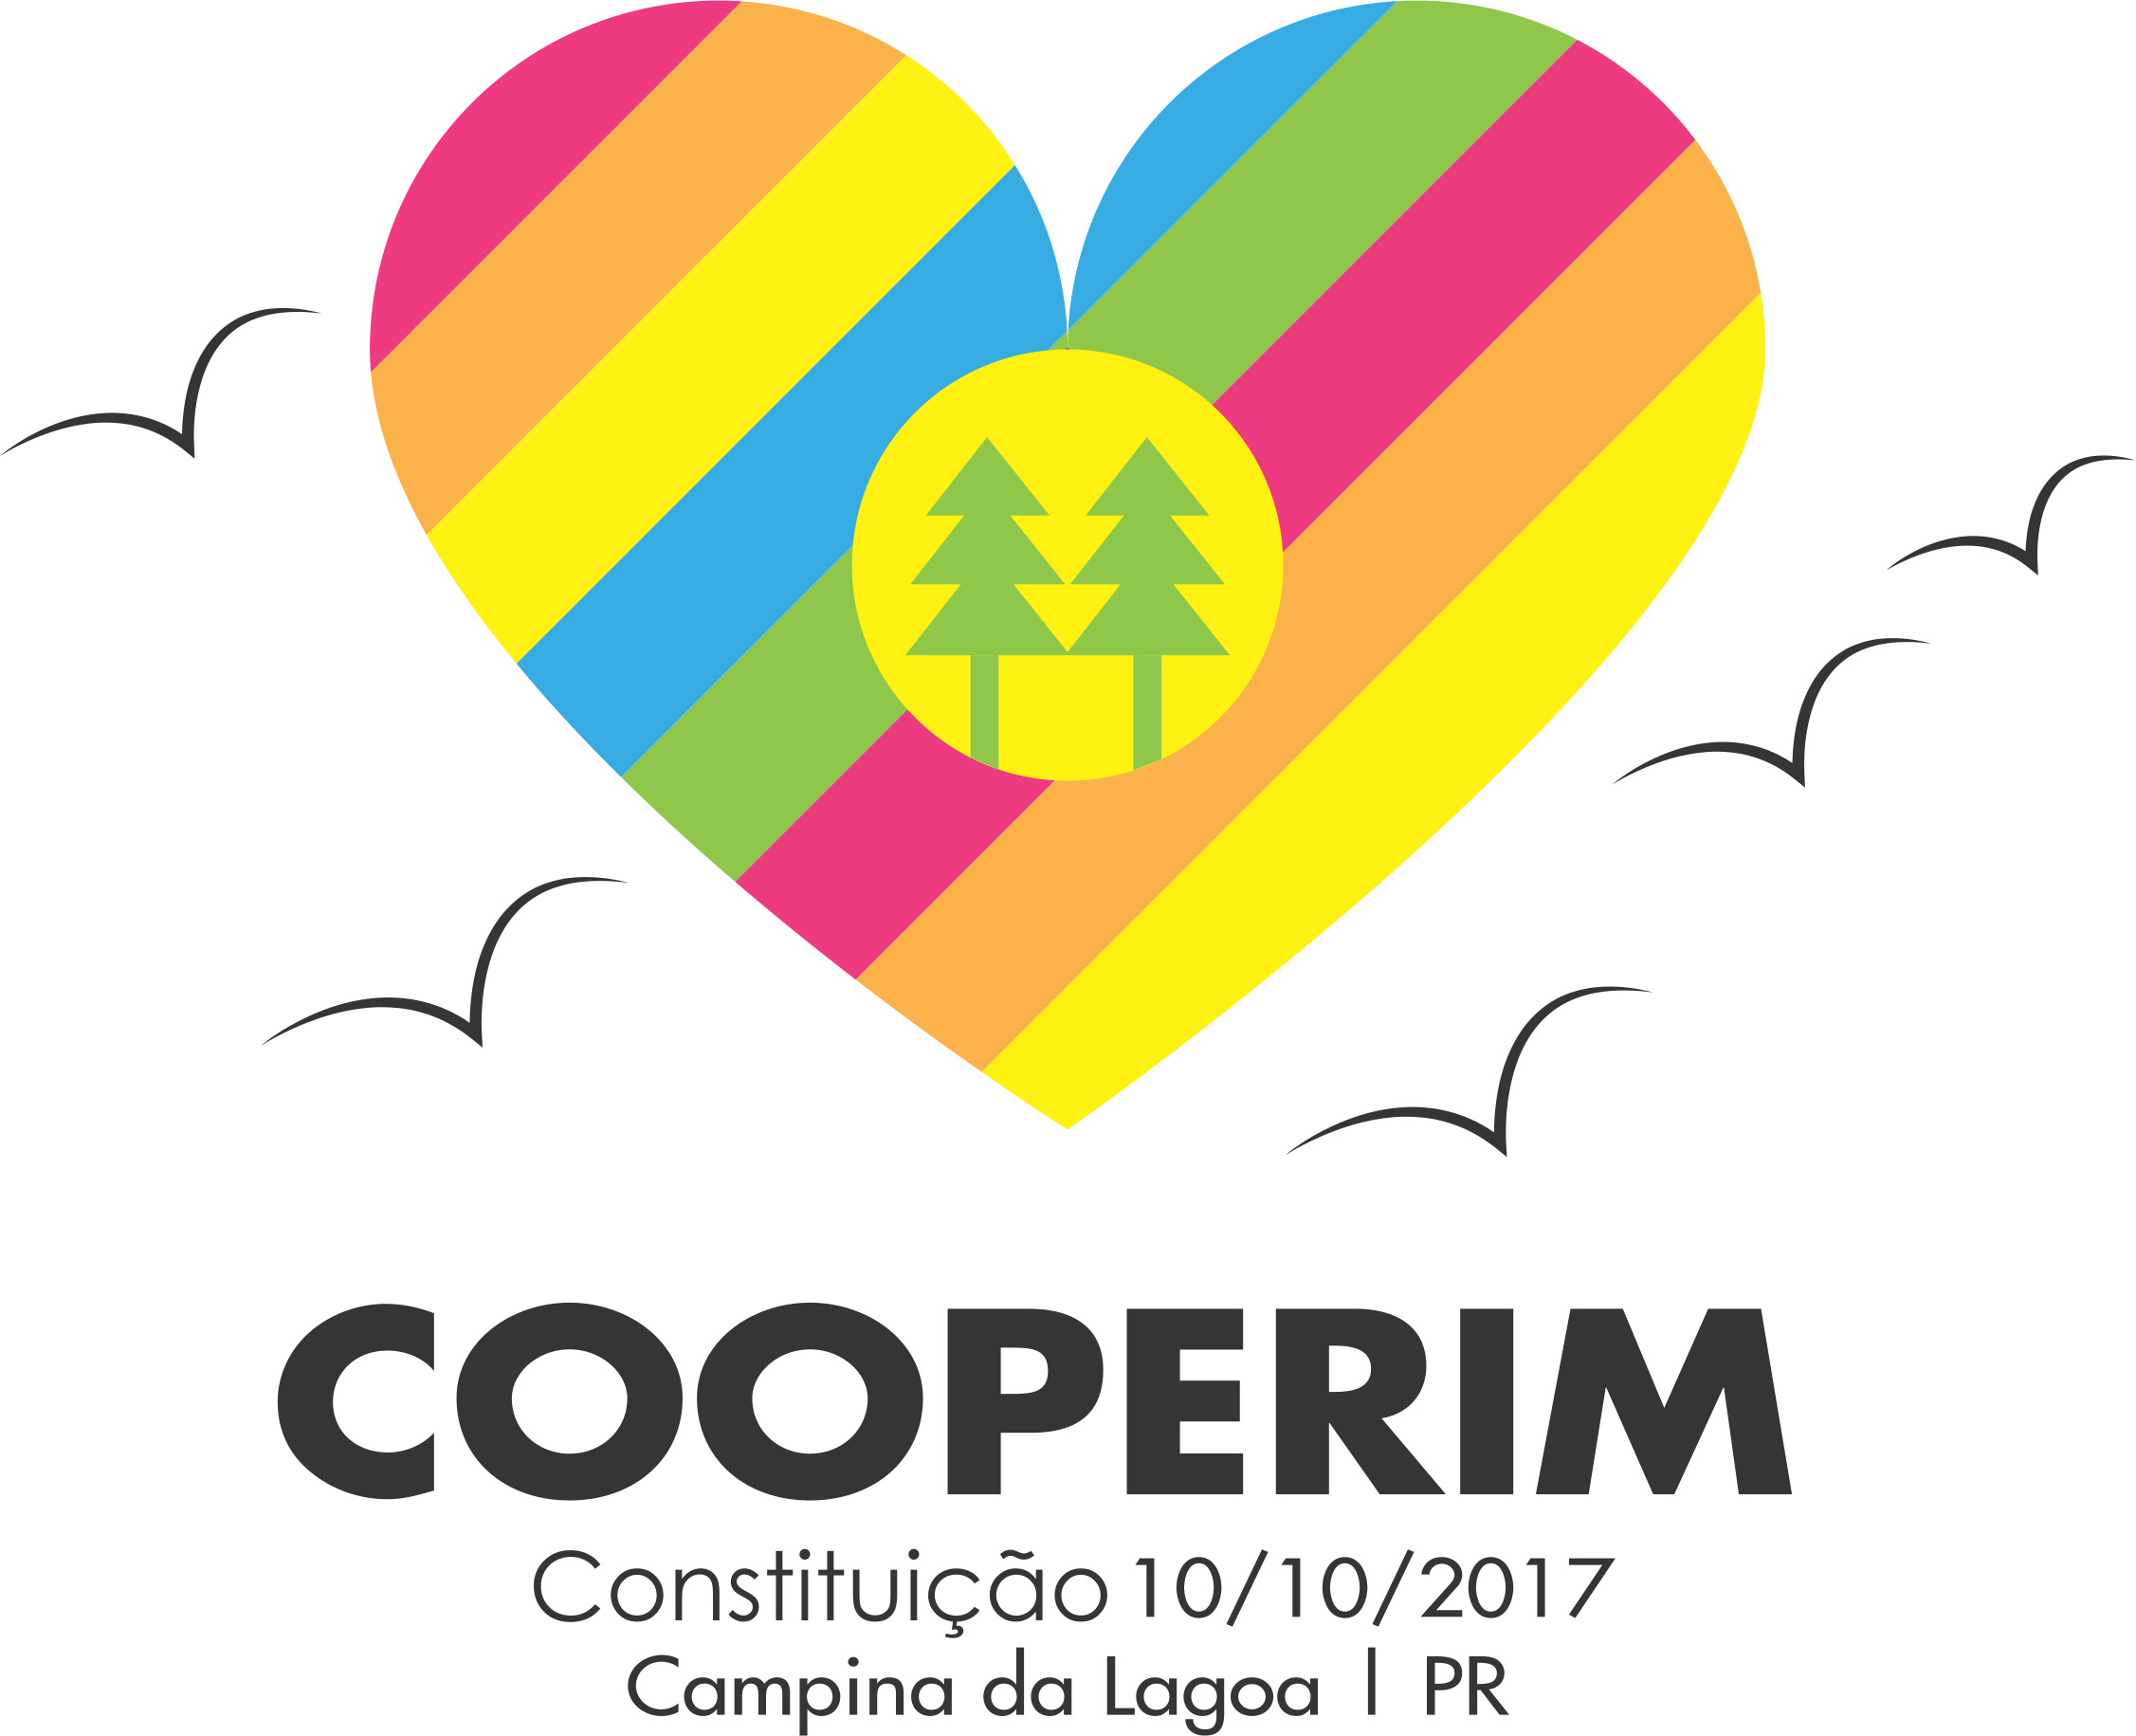 COOPERIM
Constituição 10/10/2017
Campina da Lagoa | PR